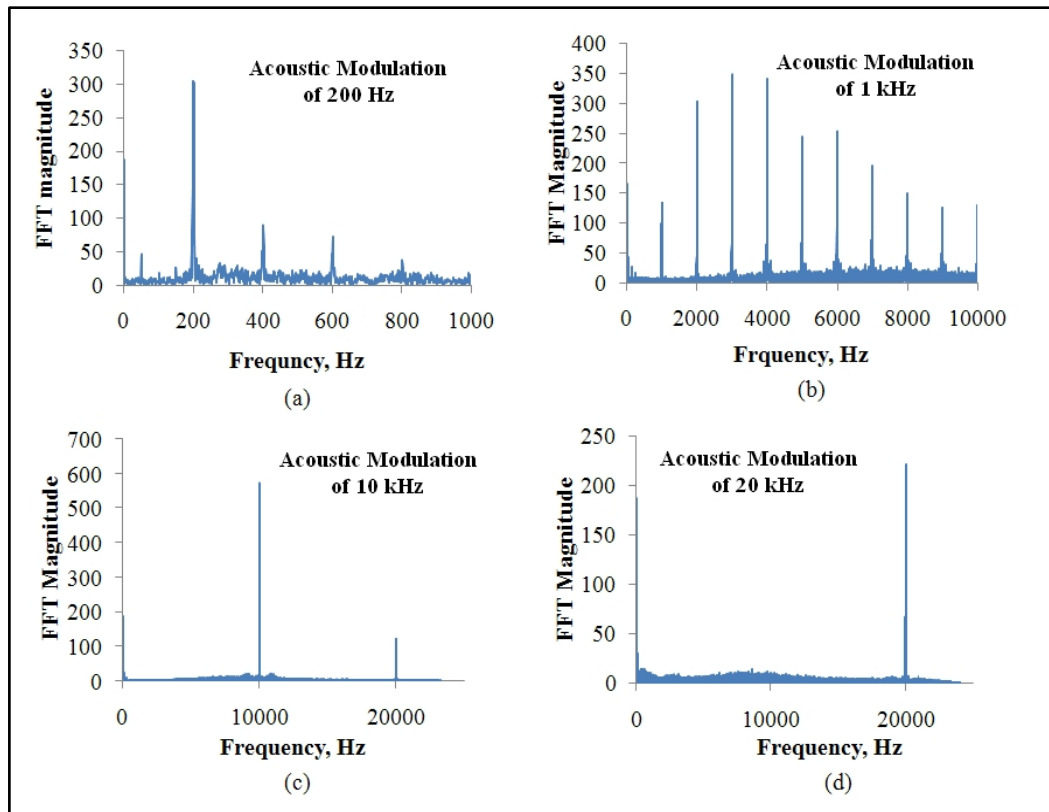 350
300
250
200
150
100
50
0
FFT magnitude
Acoustic Modulation
of 200 Hz
0 200 400 600 800 1000
Frequncy, Hz
(a)
400
350
300
250
200
150
100
50
0
FFT Magnitude
Acoustic Modulation
of 1 kHz
0 2000 4000 6000 8000 10000
Frquency, Hz
(b)
700
600
500
400
300
200
100
0
FFT Magnitude
Acoustic Modulation
of 10 kHz
0 10000 20000
Frequency, Hz
(c)
250
200
150
100
50
0
FFT Magnitude
Acoustic Modulation
of 20 kHz
0 10000 20000
Frequency, Hz
(d)